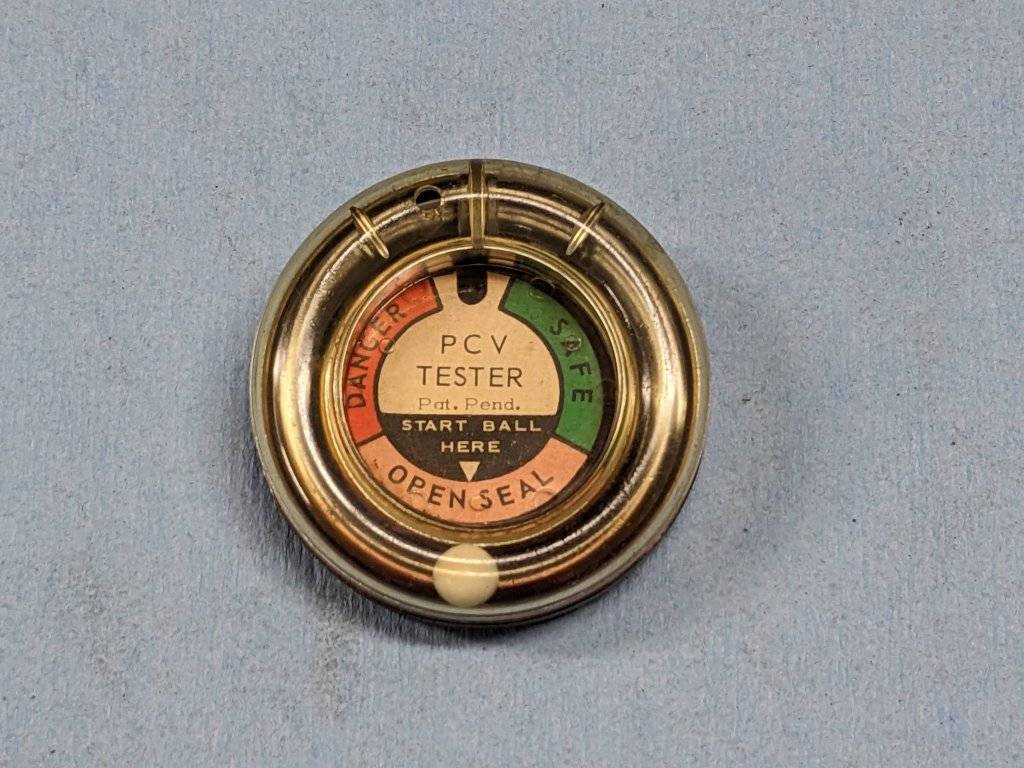 DANGER
SAFE
PCV
TESTER
Pat. Pend.
START BALL
HERE
OPEN SEAL